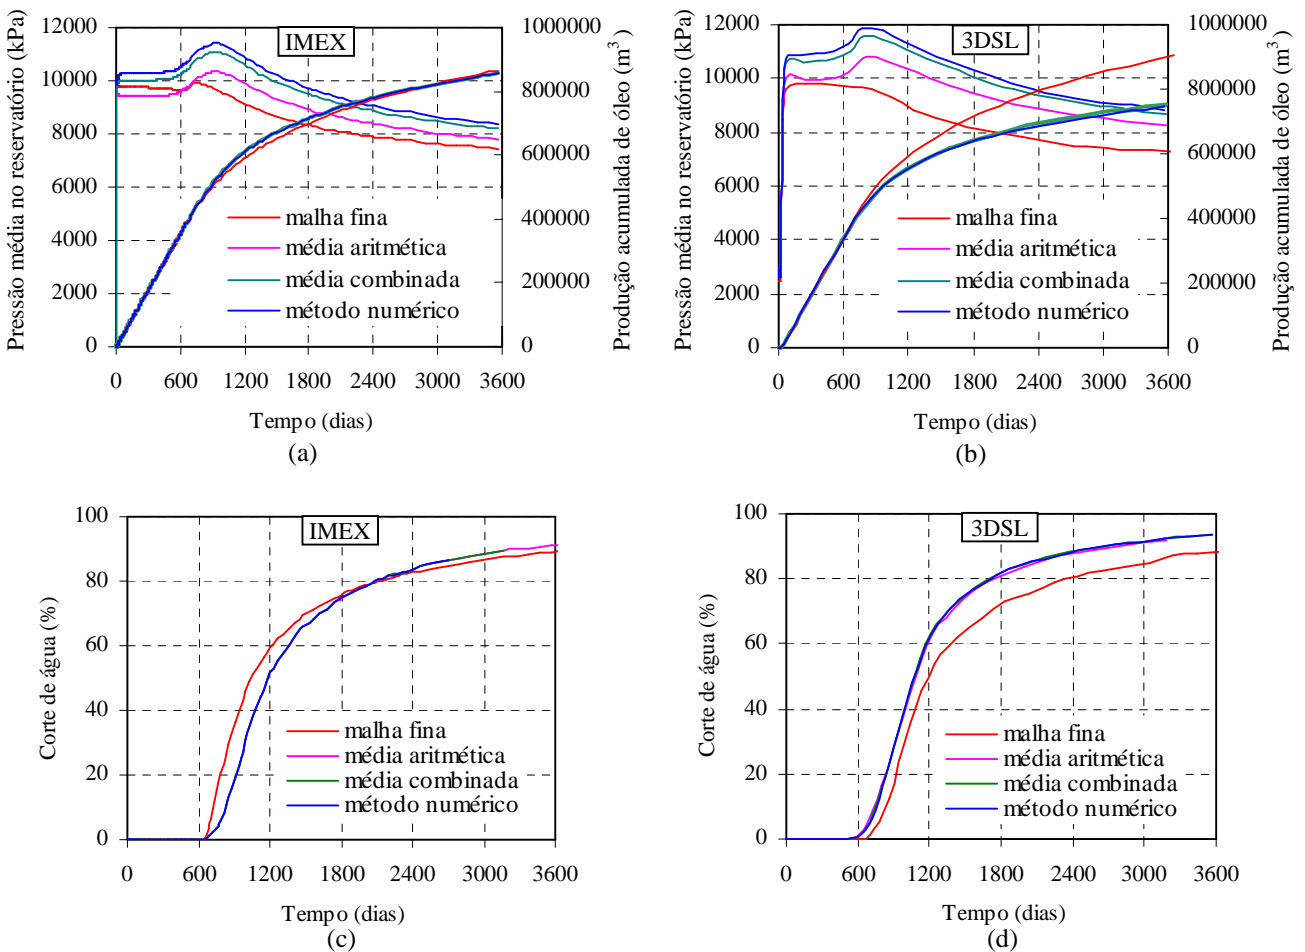 IMEX
Pressão média no reservatório (kPa)
12000
10000
8000
6000
4000
2000
0
0 600 1200 1800 2400 3000 3600
Tempo (dias)
1000000
800000
600000
400000
200000
0
Produção acumulada de óleo (m³)
malha fina
média aritmética
média combinada
método numérico
(a)
3DSL
Pressão média no reservatório (kPa)
12000
10000
8000
6000
4000
2000
0
0 600 1200 1800 2400 3000 3600
Tempo (dias)
1000000
800000
600000
400000
200000
0
Produção acumulada de óleo (m³)
malha fina
média aritmética
média combinada
método numérico
(b)
IMEX
Corte de água (%)
100
80
60
40
20
0
0 600 1200 1800 2400 3000 3600
Tempo (dias)
malha fina
média aritmética
média combinada
método numérico
(c)
3DSL
Corte de água (%)
100
80
60
40
20
0
0 600 1200 1800 2400 3000 3600
Tempo (dias)
malha fina
média aritmética
média combinada
método numérico
(d)